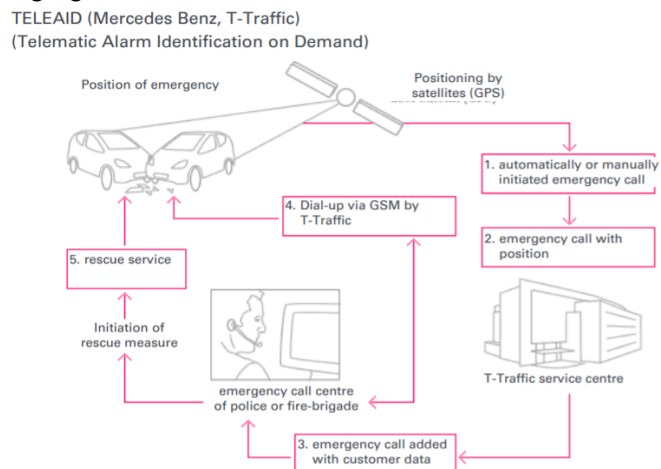 TELEAID (Mercedes Benz, T-Traffic)
(Telematic Alarm Identification on Demand)
Position of emergency
Positioning by
satellites (GPS)
1. automatically or manually
initiated emergency call
4. Dial-up via GSM by
T-Traffic
2. emergency call with
position
5. rescue service
Initiation of
rescue measure
T-Traffic service centre
emergency call centre
of police or fire-brigade
3. emergency call added
with customer data